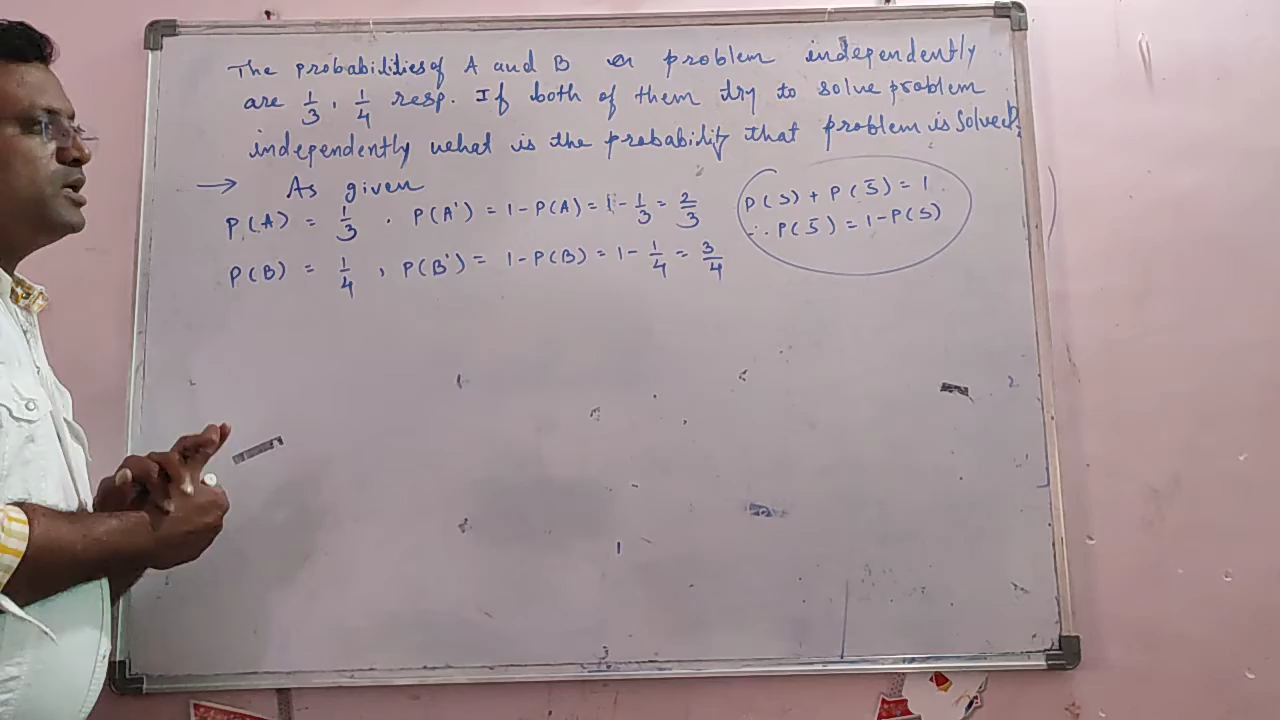 The probabilities of A and B problem independently
are 1/3, 1/4 resp. If both of them try to solve problem
independently what is the probability that problem is solved?
→ As given
P(A) = 1/3, P(A') = 1-P(A) = 1-1/3 = 2/3
P(B) = 1/4, P(B') = 1-P(B) = 1-1/4 = 3/4
P(S) + P(S̄) = 1
∴ P(S̄) = 1-P(S)